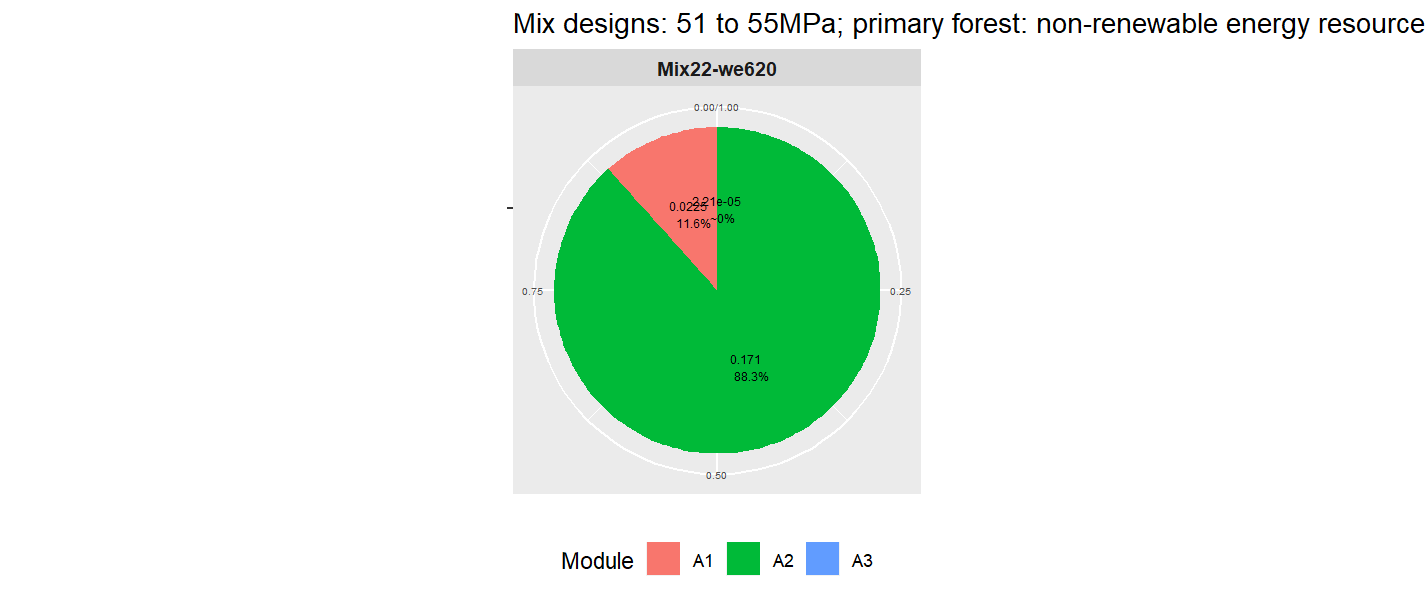 Mix designs: 51 to 55MPa; primary forest: non-renewable energy resource
Mix22-we620
0.00/1.00
2.21e-05
~0%
0.0225
11.6%
0.75
0.25
0.171
88.3%
0.50
Module A1 A2 A3